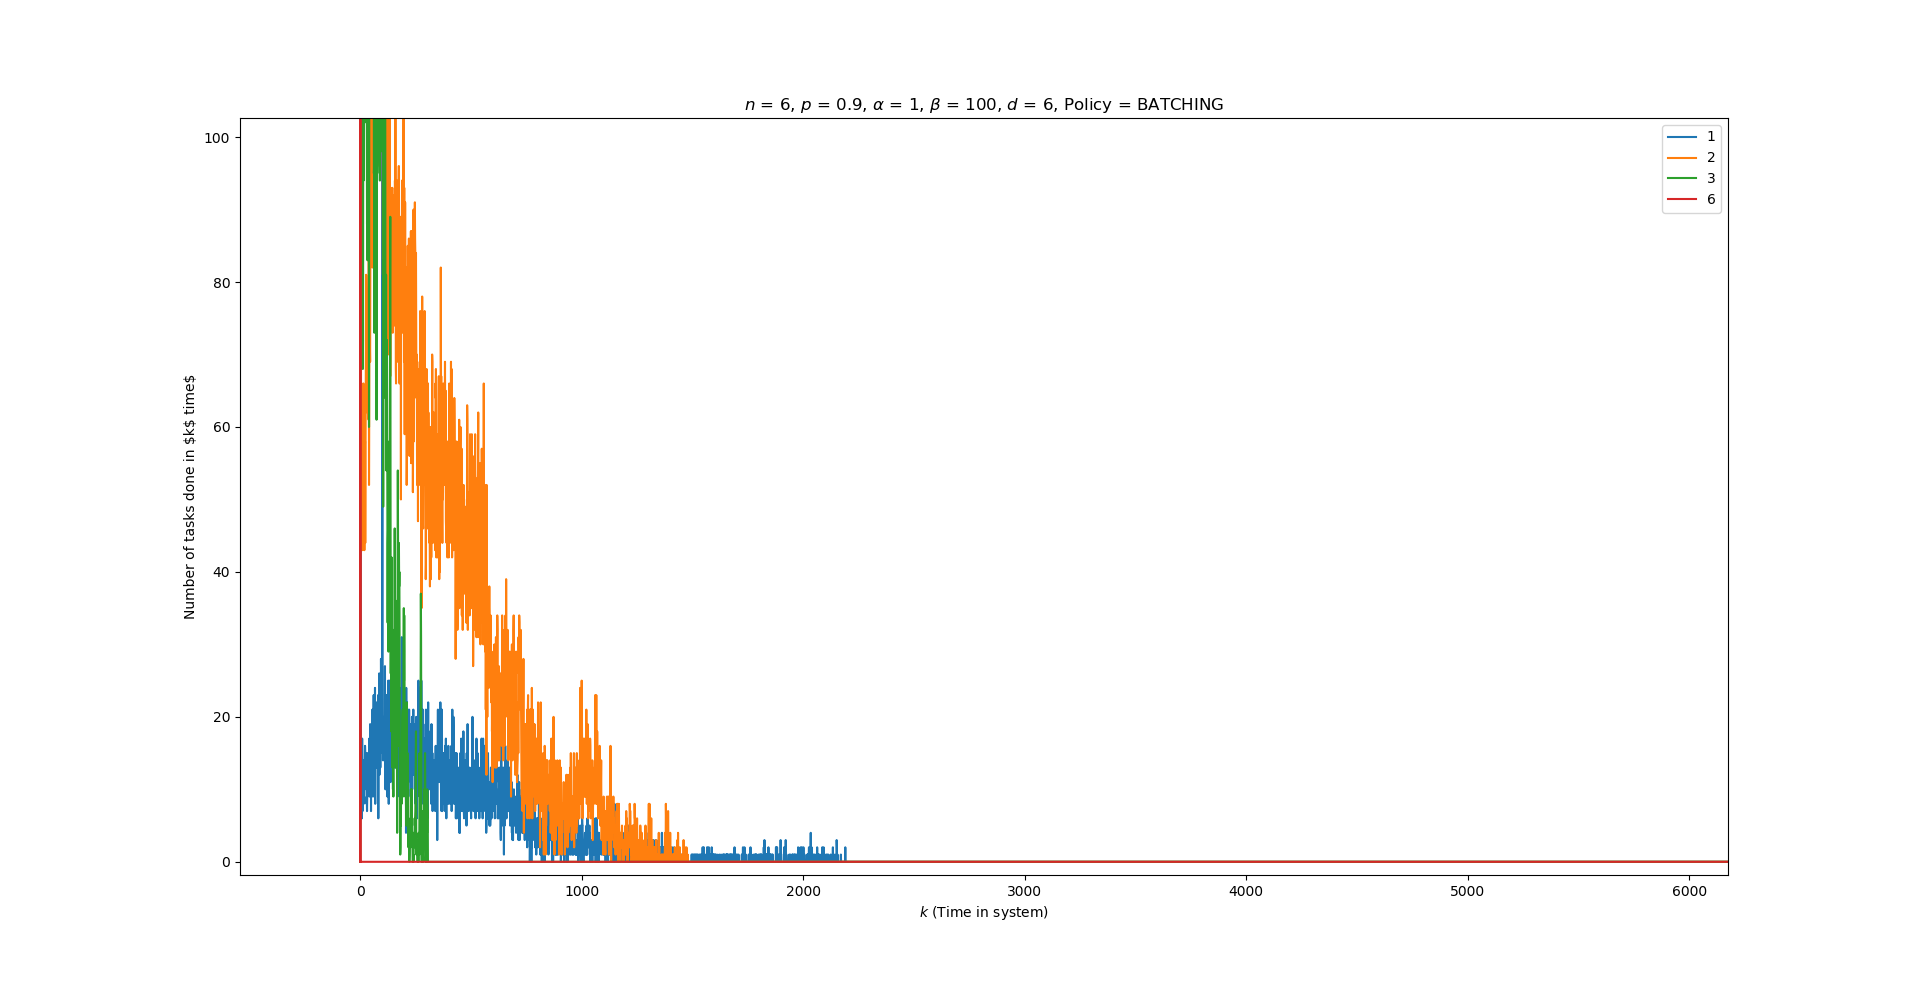 n = 6, p = 0.9, α = 1, β = 100, d = 6, Policy = BATCHING
1
2
3
6
100
80
60
40
20
0
Number of tasks done in $k$ time$
0 1000 2000 3000 4000 5000 6000
k (Time in system)